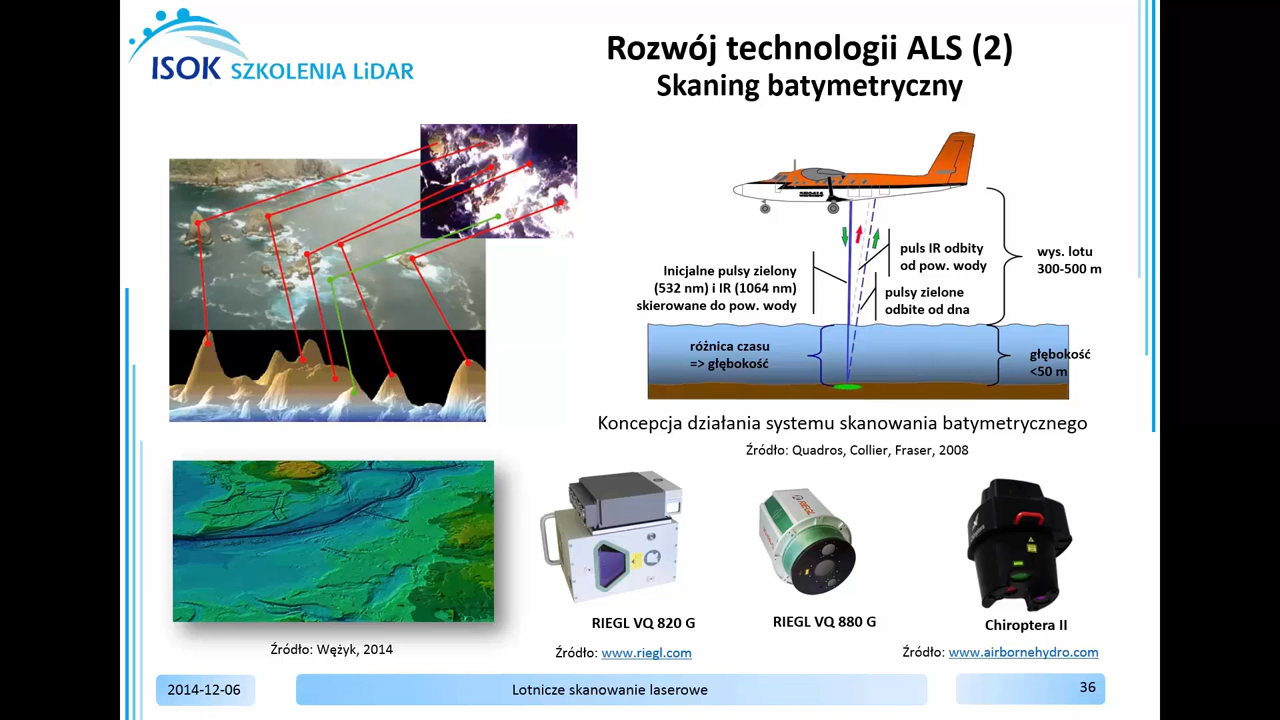 ISOK SZKOLENIA LiDAR
Rozwój technologii ALS (2)
Skaning batymetryczny
Inicjalne pulsy zielony
(532 nm) i IR (1064 nm)
skierowane do pow. wody
puls IR odbity
od pow. wody
pulsy zielone
odbite od dna
wys. lotu
300-500 m
różnica czasu
=> głębokość
głębokość
<50 m
Koncepcja działania systemu skanowania batymetrycznego
Źródło: Quadros, Collier, Fraser, 2008
RIEGL
RIEGL VQ 820 G
RIEGL VQ 880 G
Chiroptera II
Źródło: Wężyk, 2014
Źródło: www.riegl.com
Źródło: www.airbornehydro.com
2014-12-06
Lotnicze skanowanie laserowe
36